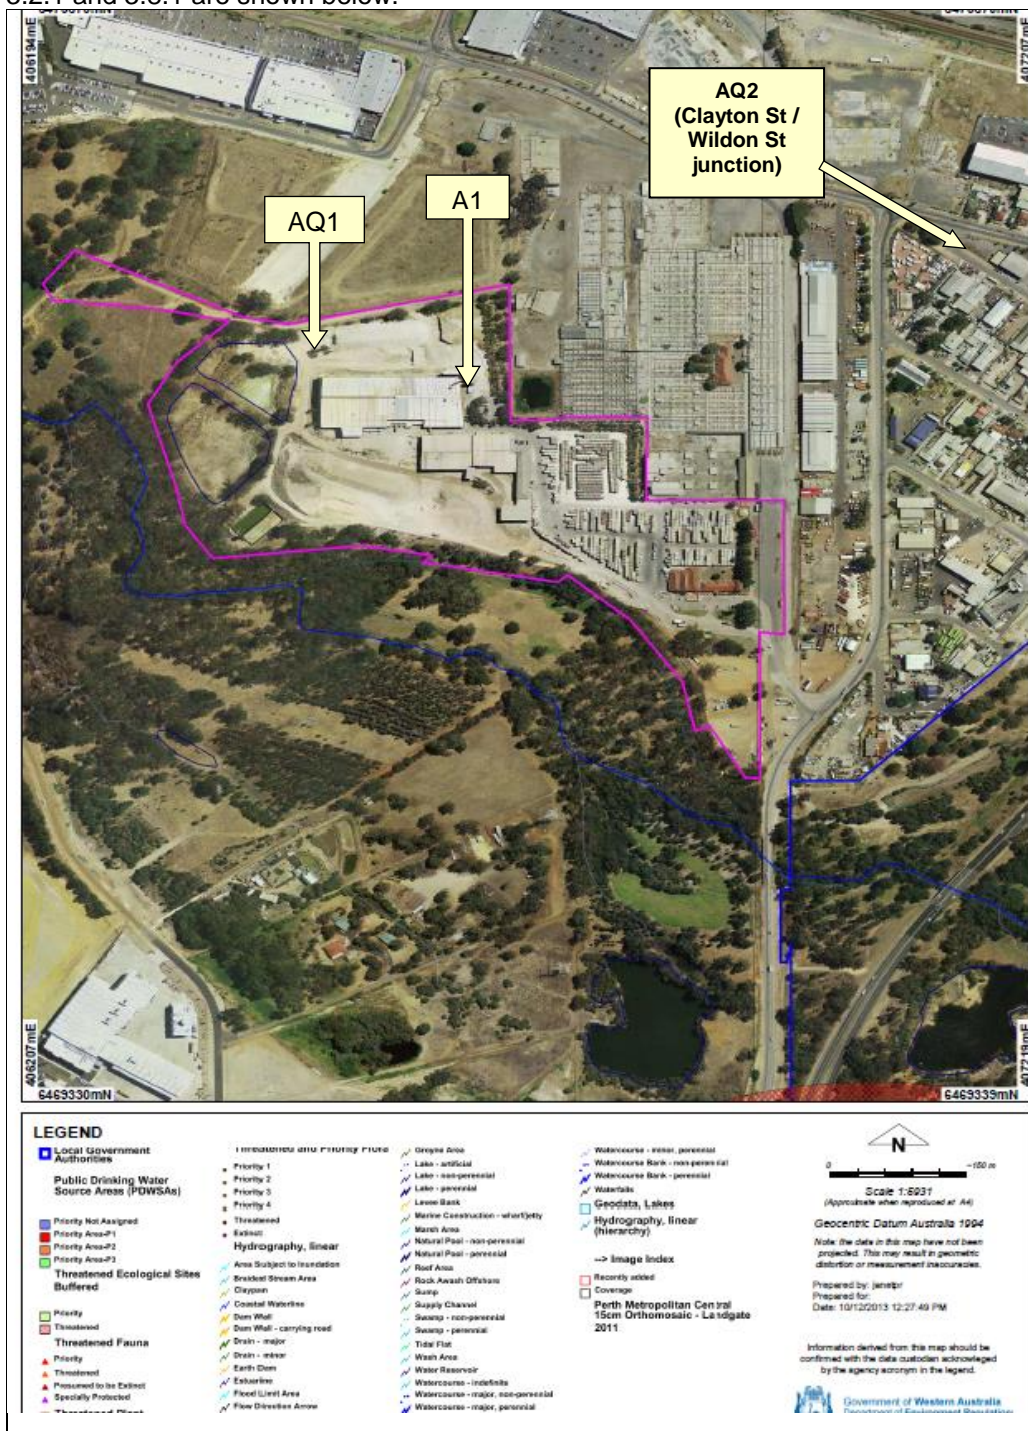 AQ2
(Clayton St /
Wildon St
junction)
A1
AQ1
406194mE
407207mE
406207mE
407219mE
6469330mN
6469339mN
LEGEND
Local Government
Authorities
Public Drinking Water
Source Areas (PDWSAs)
Priority Not Assigned
Priority Area-P1
Priority Area-P2
Priority Area-P3
Threatened Ecological Sites
Buffered
Priority
Threatened
Threatened Fauna
Priority
Threatened
Presumed to be Extinct
Specially Protected
Threatened Plant
Threatened and Priority Flora
Priority 1
Priority 2
Priority 3
Priority 4
Threatened
Extinct
Hydrography, linear
Area Subject to Inundation
Braided Stream Area
Claypan
Coastal Waterline
Dam Wall
Dam Wall - carrying road
Drain - major
Drain - minor
Earth Dam
Estuarine
Flood Limit Area
Flow Direction Arrow
Groyne Area
Lake - artificial
Lake - non-perennial
Lake - perennial
Levee Bank
Marine Construction - wharf/jetty
Marsh Area
Natural Pool - non-perennial
Natural Pool - perennial
Reef Area
Rock Awash Offshore
Sump
Supply Channel
Swamp - non-perennial
Swamp - perennial
Tidal Flat
Wash Area
Water Reservoir
Watercourse - indefinite
Watercourse - major, non-perennial
Watercourse - major, perennial
Watercourse - minor, perennial
Watercourse Bank - non-perennial
Watercourse Bank - perennial
Waterfalls
Geodata, Lakes
Hydrography, linear
(hierarchy)
--> Image Index
Recently added
Coverage
Perth Metropolitan Central
15cm Orthomosaic - Landgate
2011
N
0
~150 m
Scale 1:5931
(Approximate when reproduced at A4)
Geocentric Datum Australia 1994
Note: the data in this map have not been
projected. This may result in geometric
distortion or measurement inaccuracies.
Prepared by: janetpr
Prepared for:
Date: 10/12/2013 12:27:49 PM
Information derived from this map should be
confirmed with the data custodian acknowleged
by the agency acronym in the legend.
Government of Western Australia
Department of Environment Regulation